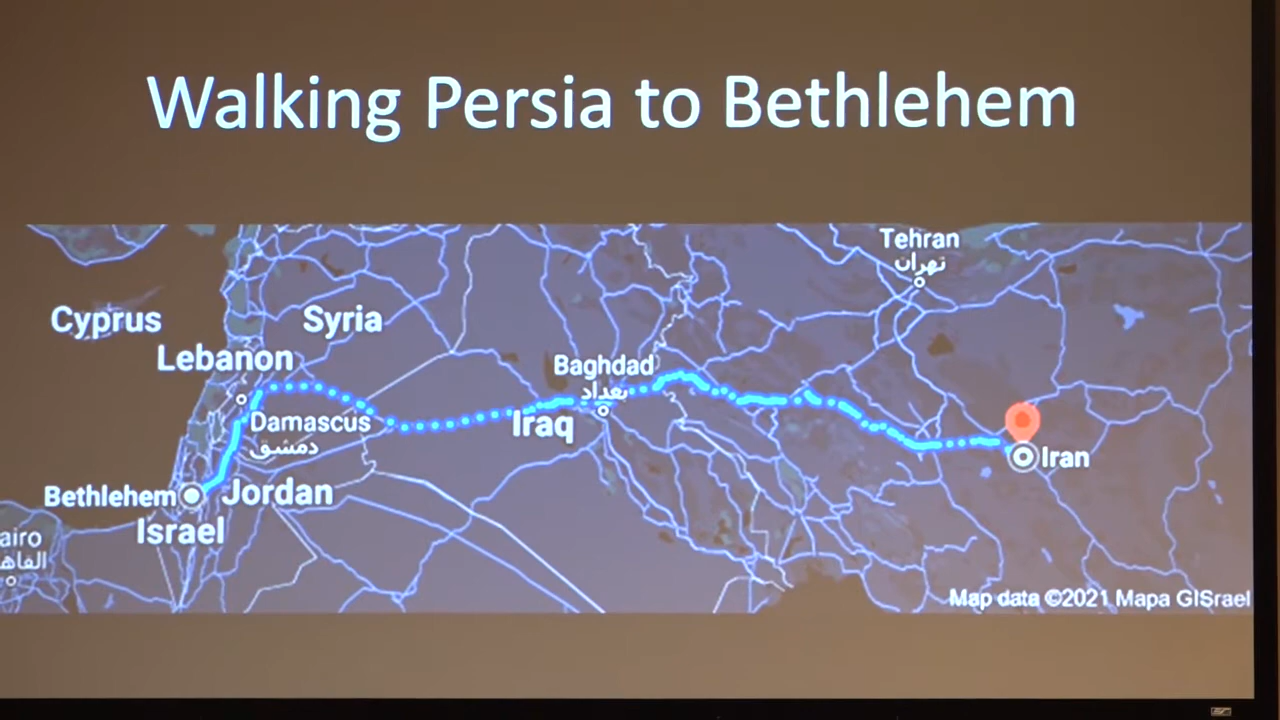 Walking Persia to Bethlehem
Tehran
تهران
Cyprus
Syria
Lebanon
Baghdad
بغداد
Damascus
دمشق
Iraq
Iran
Bethlehem
Jordan
Israel
airo
القاه
Map data ©2021 Mapa GISrael